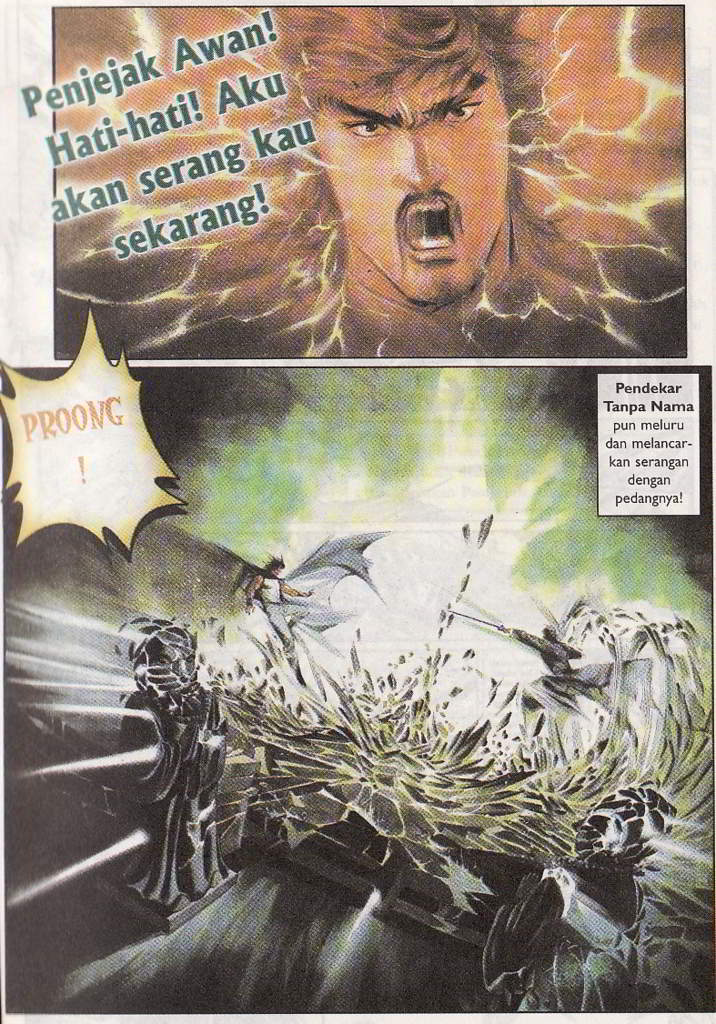 Penjejak Awan!
Hati-hati! Aku
akan serang kau
sekarang!
PROONG
!
Pendekar
Tanpa Nama
pun meluru
dan melancar-
kan serangan
dengan
pedangnya!